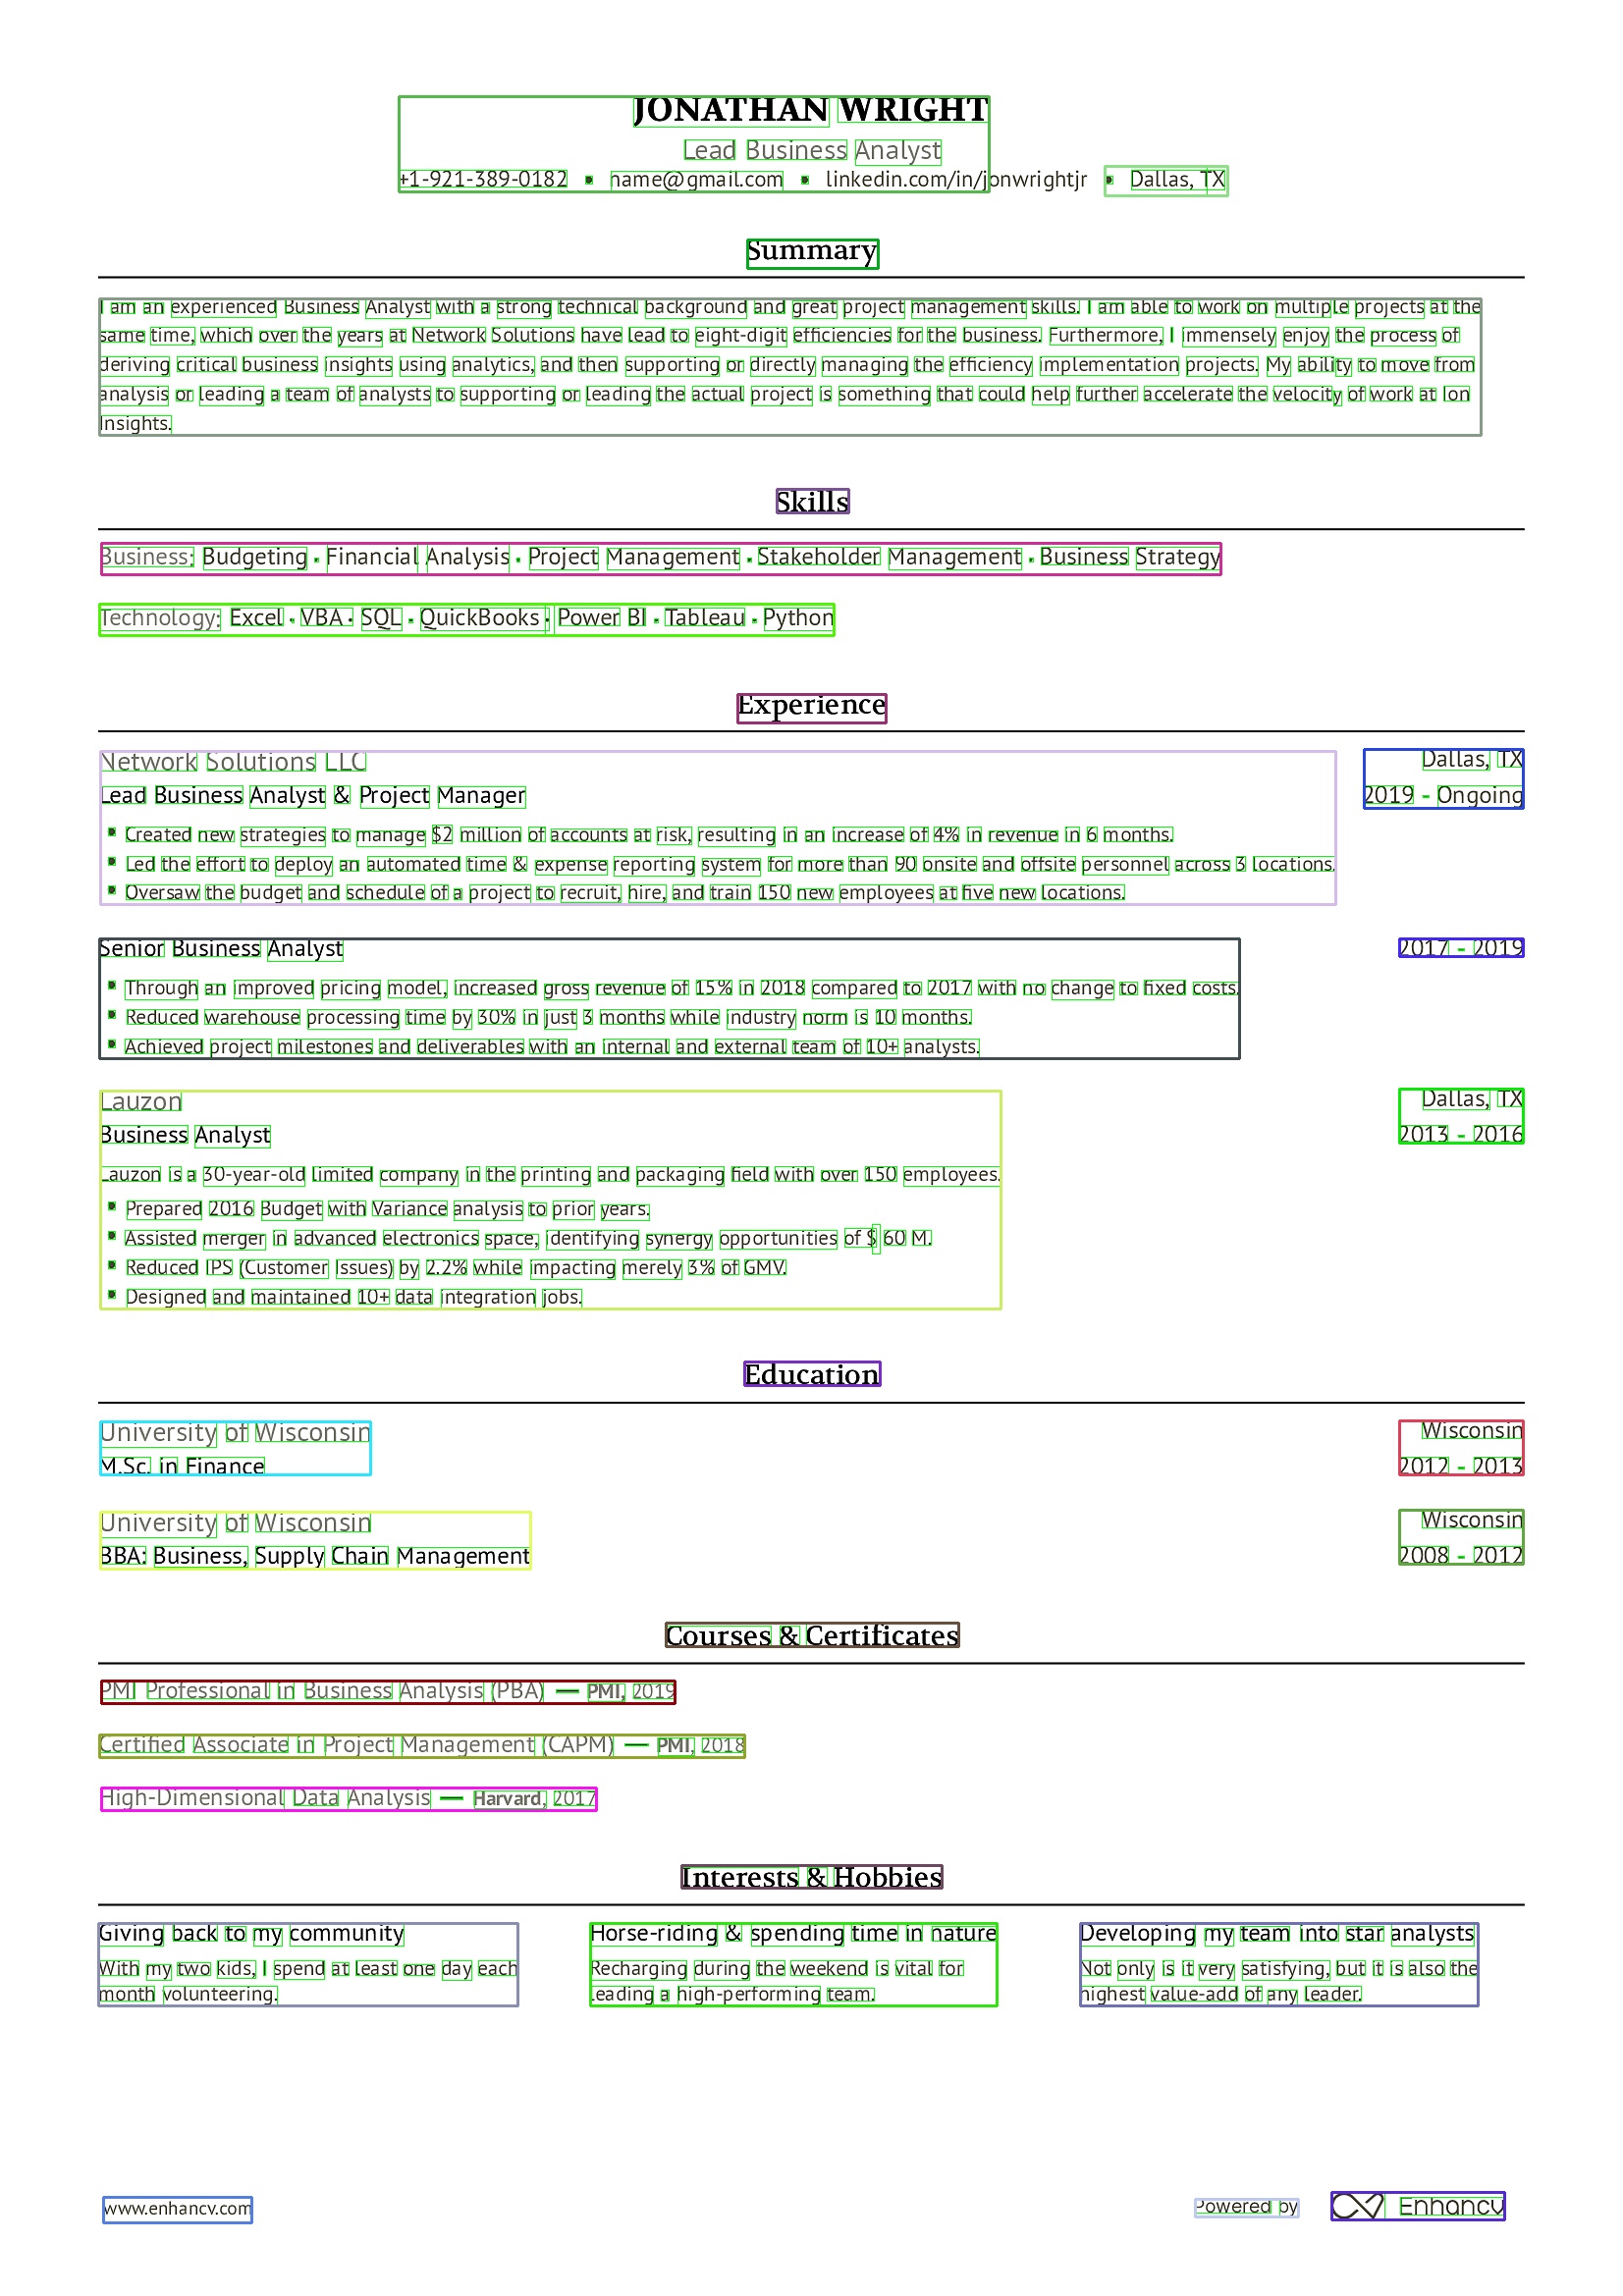 JONATHAN WRIGHT
Lead Business Analyst
+1-921-389-0182 • name@gmail.com • linkedin.com/in/jonwrightjr • Dallas, TX
Summary
I am an experienced Business Analyst with a strong technical background and great project management skills. I am able to work on multiple projects at the
same time, which over the years at Network Solutions have lead to eight-digit efficiencies for the business. Furthermore, I immensely enjoy the process of
deriving critical business insights using analytics, and then supporting or directly managing the efficiency implementation projects. My ability to move from
analysis or leading a team of analysts to supporting or leading the actual project is something that could help further accelerate the velocity of work at Ion
Insights.
Skills
Business: Budgeting · Financial Analysis · Project Management · Stakeholder Management · Business Strategy
Technology: Excel · VBA · SQL · QuickBooks · Power BI · Tableau · Python
Experience
Network Solutions LLC Dallas, TX
Lead Business Analyst & Project Manager 2019 - Ongoing
• Created new strategies to manage $2 million of accounts at risk, resulting in an increase of 4% in revenue in 6 months.
• Led the effort to deploy an automated time & expense reporting system for more than 90 onsite and offsite personnel across 3 locations.
• Oversaw the budget and schedule of a project to recruit, hire, and train 150 new employees at five new locations.
Senior Business Analyst 2017 - 2019
• Through an improved pricing model, increased gross revenue of 15% in 2018 compared to 2017 with no change to fixed costs.
• Reduced warehouse processing time by 30% in just 3 months while industry norm is 10 months.
• Achieved project milestones and deliverables with an internal and external team of 10+ analysts.
Lauzon Dallas, TX
Business Analyst 2013 - 2016
Lauzon is a 30-year-old limited company in the printing and packaging field with over 150 employees.
• Prepared 2016 Budget with Variance analysis to prior years.
• Assisted merger in advanced electronics space, identifying synergy opportunities of $ 60 M.
• Reduced IPS (Customer Issues) by 2.2% while impacting merely 3% of GMV.
• Designed and maintained 10+ data integration jobs.
Education
University of Wisconsin Wisconsin
M.Sc. in Finance 2012 - 2013
University of Wisconsin Wisconsin
BBA: Business, Supply Chain Management 2008 - 2012
Courses & Certificates
PMI Professional in Business Analysis (PBA) — PMI, 2019
Certified Associate in Project Management (CAPM) — PMI, 2018
High-Dimensional Data Analysis — Harvard, 2017
Interests & Hobbies
Giving back to my community
With my two kids, I spend at least one day each
month volunteering.
Horse-riding & spending time in nature
Recharging during the weekend is vital for
leading a high-performing team.
Developing my team into star analysts
Not only is it very satisfying, but it is also the
highest value-add of any leader.
www.enhancv.com Powered by Enhancv